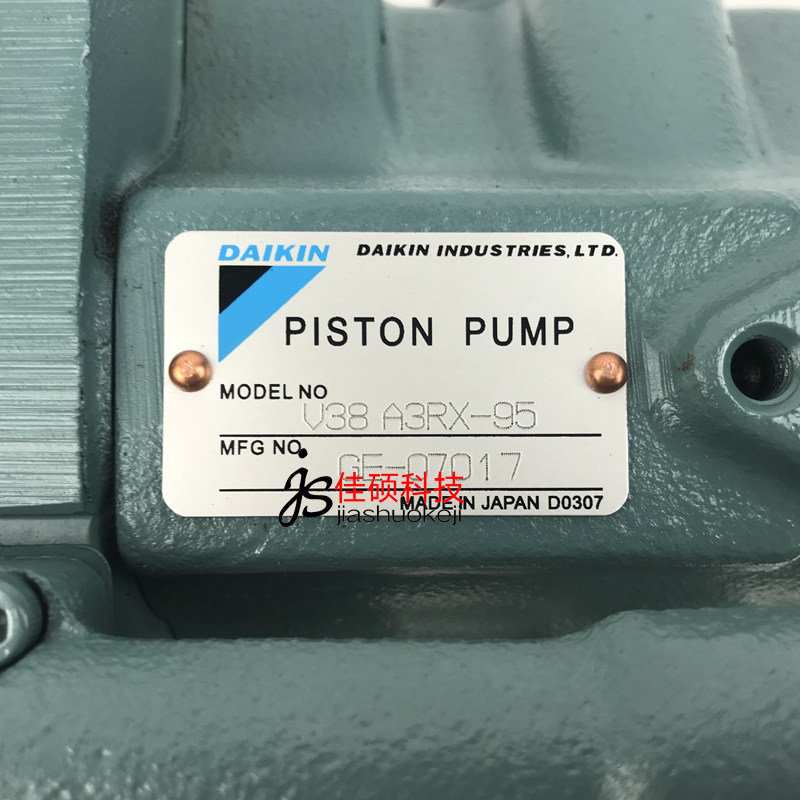 DAIKIN DAIKIN INDUSTRIES, LTD.
PISTON PUMP
MODEL NO V38 A3RX-95
MFG NO. GE-07017
js 佳硕科技
jiashuokeji
MADE IN JAPAN D0307